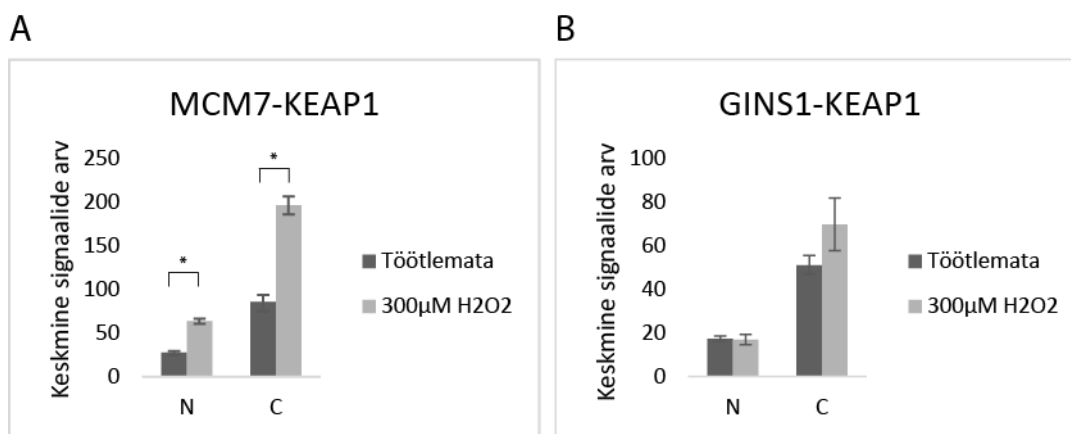 A
MCM7-KEAP1
Keskmine signaalide arv
250
200
150
100
50
0
*
*
N
C
Töötlemata
300µM H2O2
B
GINS1-KEAP1
Keskmine signaalide arv
100
80
60
40
20
0
N
C
Töötlemata
300µM H2O2